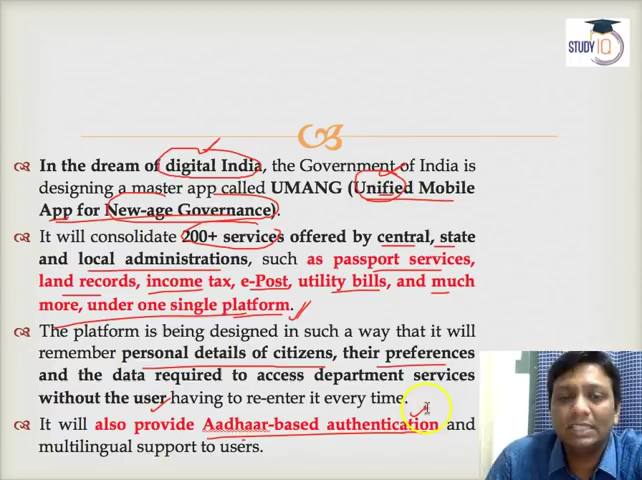 STUDY IQ
In the dream of digital India, the Government of India is
designing a master app called UMANG (Unified Mobile
App for New-age Governance).
It will consolidate 200+ services offered by central, state
and local administrations, such as passport services,
land records, income tax, e-Post, utility bills, and much
more, under one single platform.
The platform is being designed in such a way that it will
remember personal details of citizens, their preferences
and the data required to access department services
without the user having to re-enter it every time.
It will also provide Aadhaar-based authentication and
multilingual support to users.